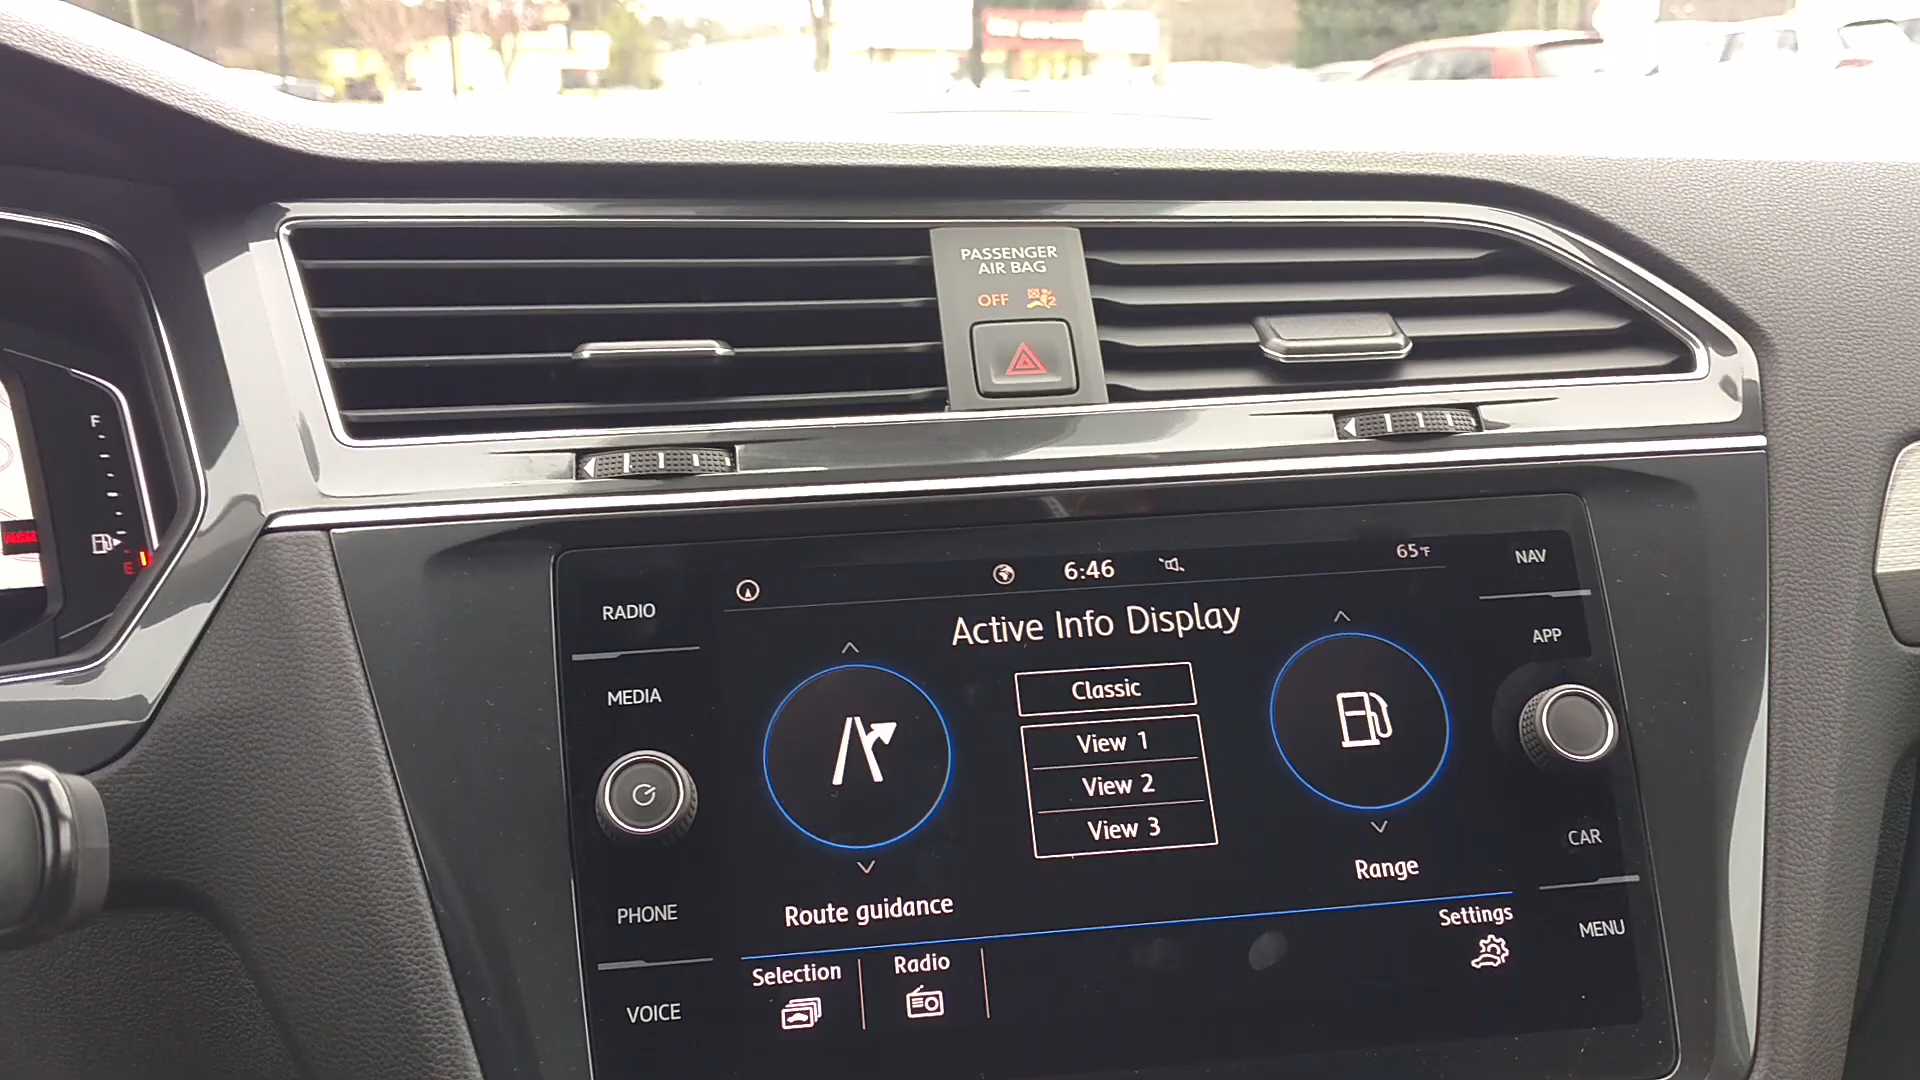 PASSENGER
AIR BAG
OFF
F
E
6:46
65°F
NAV
RADIO
Active Info Display
APP
MEDIA
Classic
View 1
View 2
View 3
Range
CAR
Route guidance
PHONE
Settings
MENU
Selection
Radio
VOICE